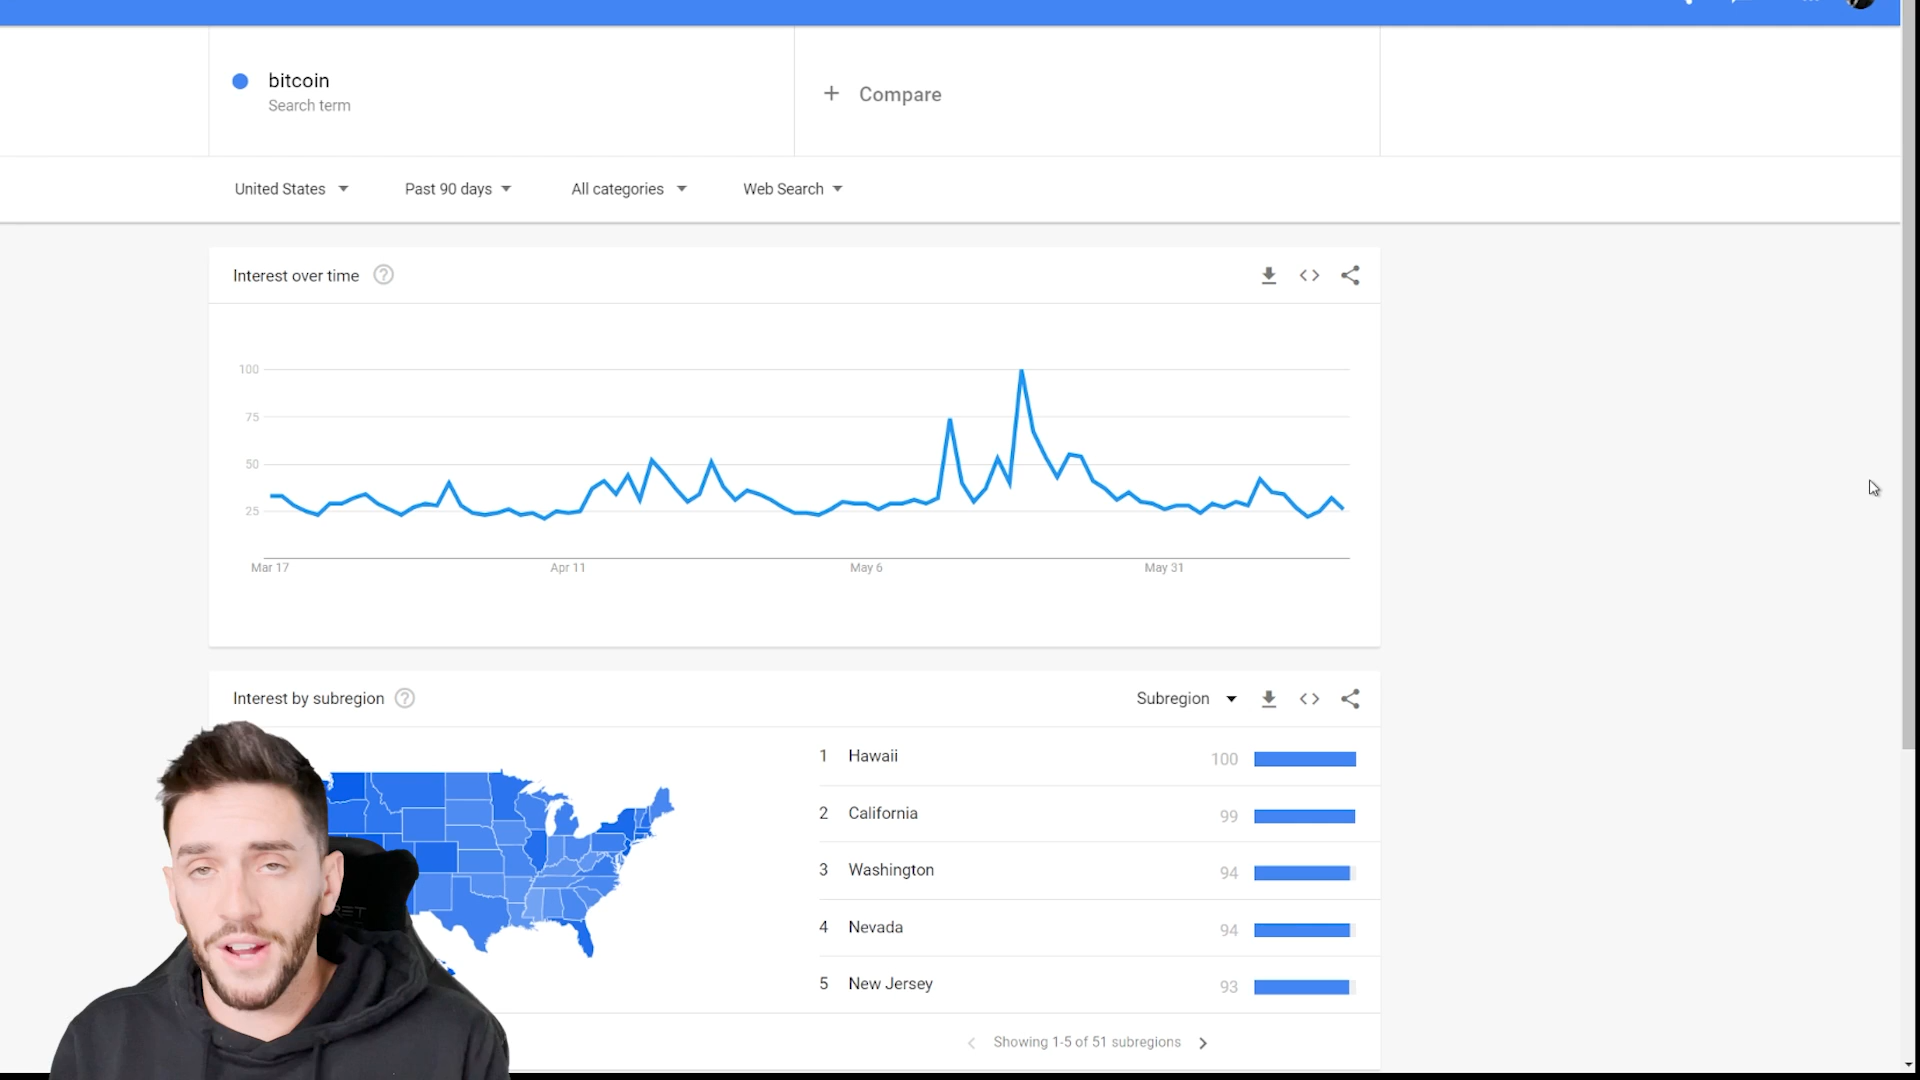 bitcoin
Search term
+ Compare
United States
Past 90 days
All categories
Web Search
Interest over time
100
75
50
25
Mar 17
Apr 11
May 6
May 31
Interest by subregion
Subregion
1 Hawaii 100
2 California 99
3 Washington 94
4 Nevada 94
5 New Jersey 93
Showing 1-5 of 51 subregions